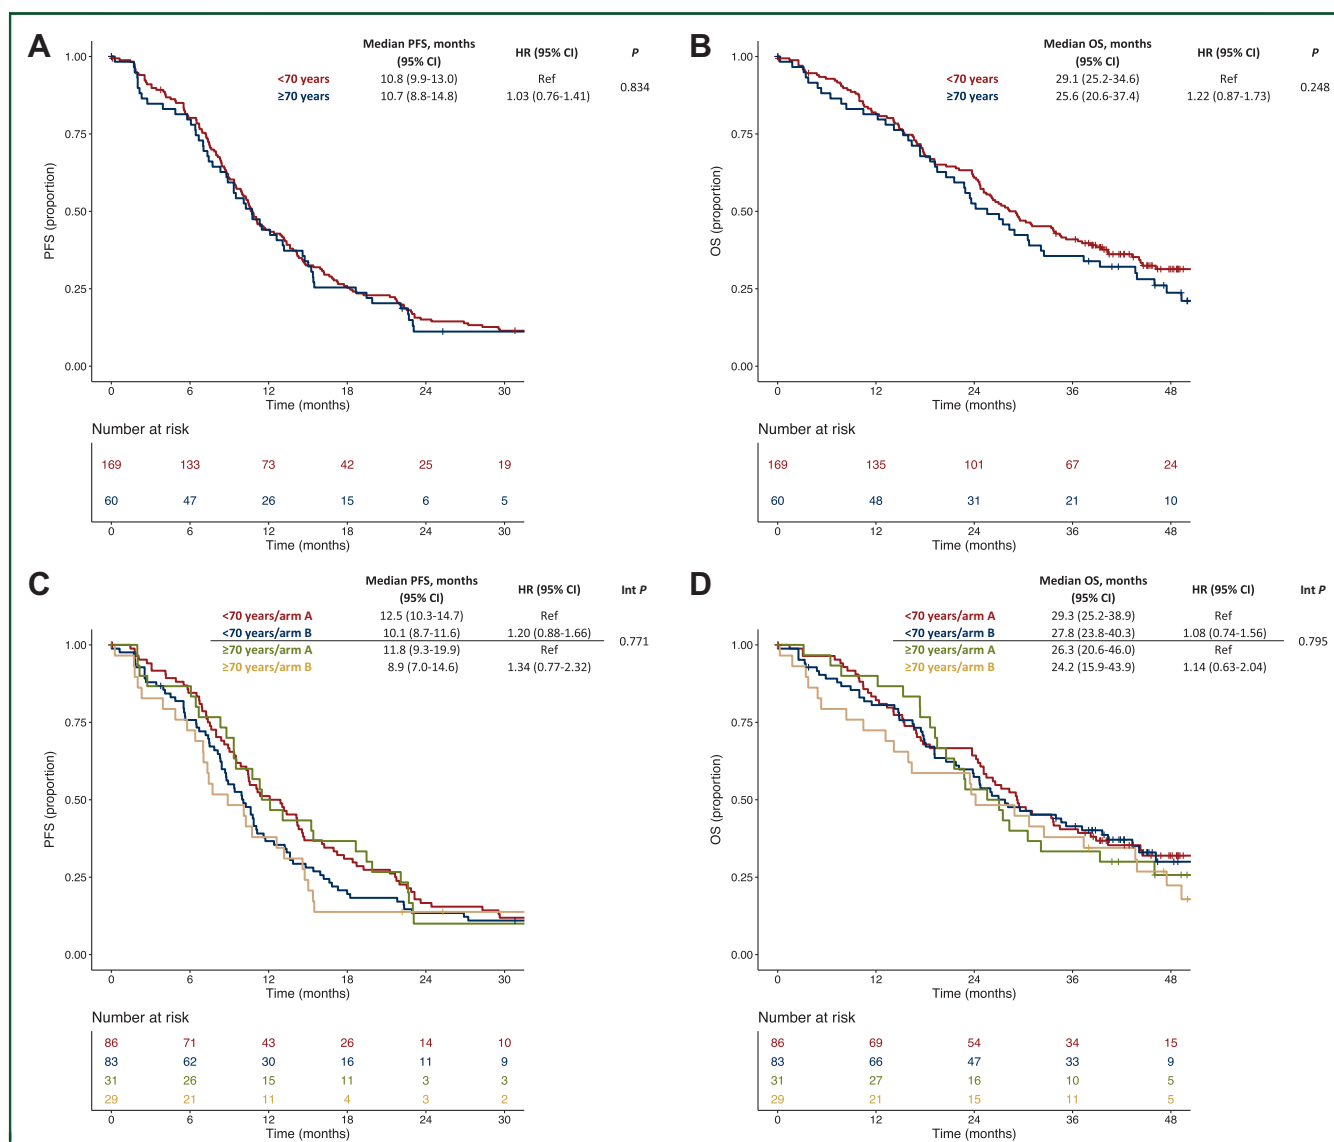 A
Median PFS, months HR (95% CI) P
(95% CI)
<70 years 10.8 (9.9-13.0) Ref
0.834
≥70 years 10.7 (8.8-14.8) 1.03 (0.76-1.41)
1.00
0.75
0.50
0.25
0.00
PFS (proportion)
0 6 12 18 24 30
Time (months)
Number at risk
169 133 73 42 25 19
60 47 26 15 6 5
0 6 12 18 24 30
Time (months)
B
Median OS, months HR (95% CI) P
(95% CI)
<70 years 29.1 (25.2-34.6) Ref
0.248
≥70 years 25.6 (20.6-37.4) 1.22 (0.87-1.73)
1.00
0.75
0.50
0.25
0.00
OS (proportion)
0 12 24 36 48
Time (months)
Number at risk
169 135 101 67 24
60 48 31 21 10
0 12 24 36 48
Time (months)
C
Median PFS, months HR (95% CI) Int P
(95% CI)
<70 years/arm A 12.5 (10.3-14.7) Ref
<70 years/arm B 10.1 (8.7-11.6) 1.20 (0.88-1.66)
0.771
≥70 years/arm A 11.8 (9.3-19.9) Ref
≥70 years/arm B 8.9 (7.0-14.6) 1.34 (0.77-2.32)
1.00
0.75
0.50
0.25
0.00
PFS (proportion)
0 6 12 18 24 30
Time (months)
Number at risk
86 71 43 26 14 10
83 62 30 16 11 9
31 26 15 11 3 3
29 21 11 4 3 2
0 6 12 18 24 30
Time (months)
D
Median OS, months HR (95% CI) Int P
(95% CI)
<70 years/arm A 29.3 (25.2-38.9) Ref
<70 years/arm B 27.8 (23.8-40.3) 1.08 (0.74-1.56)
0.795
≥70 years/arm A 26.3 (20.6-46.0) Ref
≥70 years/arm B 24.2 (15.9-43.9) 1.14 (0.63-2.04)
1.00
0.75
0.50
0.25
0.00
OS (proportion)
0 12 24 36 48
Time (months)
Number at risk
86 69 54 34 15
83 66 47 33 9
31 27 16 10 5
29 21 15 11 5
0 12 24 36 48
Time (months)